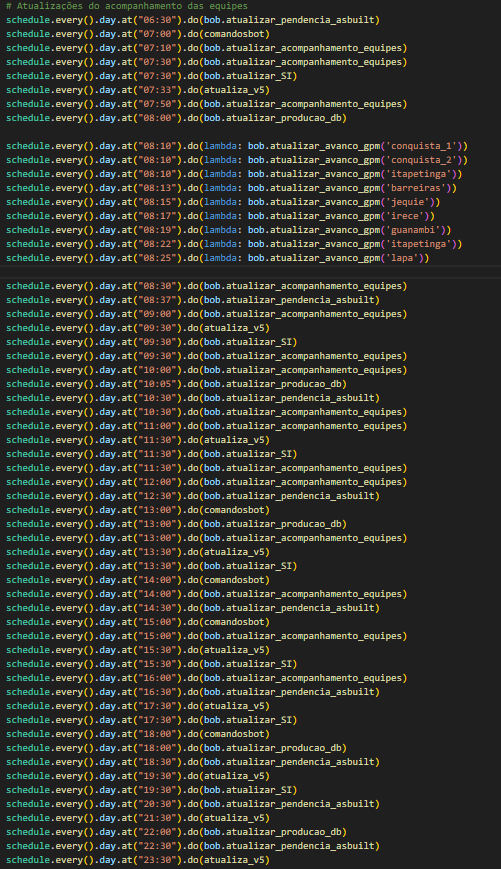 # Atualizações do acompanhamento das equipes
schedule.every().day.at("06:30").do(bob.atualizar_pendencia_asbuilt)
schedule.every().day.at("07:00").do(comandosbot)
schedule.every().day.at("07:10").do(bob.atualizar_acompanhamento_equipes)
schedule.every().day.at("07:30").do(bob.atualizar_acompanhamento_equipes)
schedule.every().day.at("07:30").do(bob.atualizar_SI)
schedule.every().day.at("07:33").do(atualiza_v5)
schedule.every().day.at("07:50").do(bob.atualizar_acompanhamento_equipes)
schedule.every().day.at("08:00").do(bob.atualizar_producao_db)
schedule.every().day.at("08:10").do(lambda: bob.atualizar_avanco_gpm('conquista_1'))
schedule.every().day.at("08:10").do(lambda: bob.atualizar_avanco_gpm('conquista_2'))
schedule.every().day.at("08:10").do(lambda: bob.atualizar_avanco_gpm('itapetinga'))
schedule.every().day.at("08:13").do(lambda: bob.atualizar_avanco_gpm('barreiras'))
schedule.every().day.at("08:15").do(lambda: bob.atualizar_avanco_gpm('jequie'))
schedule.every().day.at("08:17").do(lambda: bob.atualizar_avanco_gpm('irece'))
schedule.every().day.at("08:19").do(lambda: bob.atualizar_avanco_gpm('guanambi'))
schedule.every().day.at("08:22").do(lambda: bob.atualizar_avanco_gpm('itapetinga'))
schedule.every().day.at("08:25").do(lambda: bob.atualizar_avanco_gpm('lapa'))
schedule.every().day.at("08:30").do(bob.atualizar_acompanhamento_equipes)
schedule.every().day.at("08:37").do(bob.atualizar_pendencia_asbuilt)
schedule.every().day.at("09:00").do(bob.atualizar_acompanhamento_equipes)
schedule.every().day.at("09:30").do(atualiza_v5)
schedule.every().day.at("09:30").do(bob.atualizar_SI)
schedule.every().day.at("09:30").do(bob.atualizar_acompanhamento_equipes)
schedule.every().day.at("10:00").do(bob.atualizar_acompanhamento_equipes)
schedule.every().day.at("10:05").do(bob.atualizar_producao_db)
schedule.every().day.at("10:30").do(bob.atualizar_pendencia_asbuilt)
schedule.every().day.at("10:30").do(bob.atualizar_acompanhamento_equipes)
schedule.every().day.at("11:00").do(bob.atualizar_acompanhamento_equipes)
schedule.every().day.at("11:30").do(atualiza_v5)
schedule.every().day.at("11:30").do(bob.atualizar_SI)
schedule.every().day.at("11:30").do(bob.atualizar_acompanhamento_equipes)
schedule.every().day.at("12:00").do(bob.atualizar_acompanhamento_equipes)
schedule.every().day.at("12:30").do(bob.atualizar_pendencia_asbuilt)
schedule.every().day.at("13:00").do(comandosbot)
schedule.every().day.at("13:00").do(bob.atualizar_producao_db)
schedule.every().day.at("13:00").do(bob.atualizar_acompanhamento_equipes)
schedule.every().day.at("13:30").do(atualiza_v5)
schedule.every().day.at("13:30").do(bob.atualizar_SI)
schedule.every().day.at("14:00").do(comandosbot)
schedule.every().day.at("14:00").do(bob.atualizar_acompanhamento_equipes)
schedule.every().day.at("14:30").do(bob.atualizar_pendencia_asbuilt)
schedule.every().day.at("15:00").do(comandosbot)
schedule.every().day.at("15:00").do(bob.atualizar_acompanhamento_equipes)
schedule.every().day.at("15:30").do(atualiza_v5)
schedule.every().day.at("15:30").do(bob.atualizar_SI)
schedule.every().day.at("16:00").do(bob.atualizar_acompanhamento_equipes)
schedule.every().day.at("16:30").do(bob.atualizar_pendencia_asbuilt)
schedule.every().day.at("17:30").do(atualiza_v5)
schedule.every().day.at("17:30").do(bob.atualizar_SI)
schedule.every().day.at("18:00").do(comandosbot)
schedule.every().day.at("18:00").do(bob.atualizar_producao_db)
schedule.every().day.at("18:30").do(bob.atualizar_pendencia_asbuilt)
schedule.every().day.at("19:30").do(atualiza_v5)
schedule.every().day.at("19:30").do(bob.atualizar_SI)
schedule.every().day.at("20:30").do(bob.atualizar_pendencia_asbuilt)
schedule.every().day.at("21:30").do(atualiza_v5)
schedule.every().day.at("22:00").do(bob.atualizar_producao_db)
schedule.every().day.at("22:30").do(bob.atualizar_pendencia_asbuilt)
schedule.every().day.at("23:30").do(atualiza_v5)